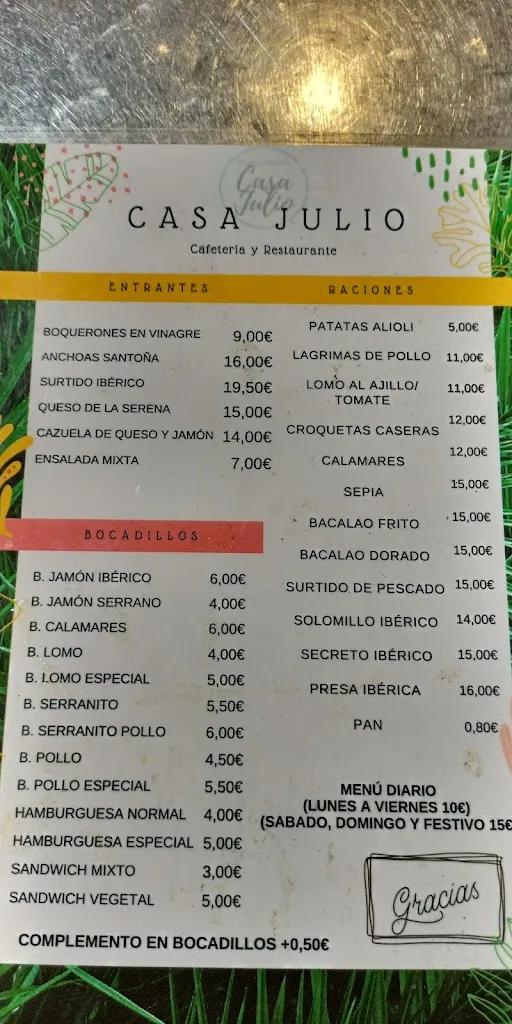 Casa
Julio
CASA JULIO
Cafetería y Restaurante
ENTRANTES
BOQUERONES EN VINAGRE 9,00€
ANCHOAS SANTOÑA 16,00€
SURTIDO IBÉRICO 19,50€
QUESO DE LA SERENA 15,00€
CAZUELA DE QUESO Y JAMÓN 14,00€
ENSALADA MIXTA 7,00€
BOCADILLOS
B. JAMÓN IBÉRICO 6,00€
B. JAMÓN SERRANO 4,00€
B. CALAMARES 6,00€
B. LOMO 4,00€
B. LOMO ESPECIAL 5,00€
B. SERRANITO 5,50€
B. SERRANITO POLLO 6,00€
B. POLLO 4,50€
B. POLLO ESPECIAL 5,50€
HAMBURGUESA NORMAL 4,00€
HAMBURGUESA ESPECIAL 5,00€
SANDWICH MIXTO 3,00€
SANDWICH VEGETAL 5,00€
COMPLEMENTO EN BOCADILLOS +0,50€
RACIONES
PATATAS ALIOLI 5,00€
LAGRIMAS DE POLLO 11,00€
LOMO AL AJILLO/ 11,00€
TOMATE
CROQUETAS CASERAS 12,00€
CALAMARES 12,00€
SEPIA 15,00€
BACALAO FRITO 15,00€
BACALAO DORADO 15,00€
SURTIDO DE PESCADO 15,00€
SOLOMILLO IBÉRICO 14,00€
SECRETO IBÉRICO 15,00€
PRESA IBÉRICA 16,00€
PAN 0,80€
MENÚ DIARIO
(LUNES A VIERNES 10€)
(SABADO, DOMINGO Y FESTIVO 15€
Gracias